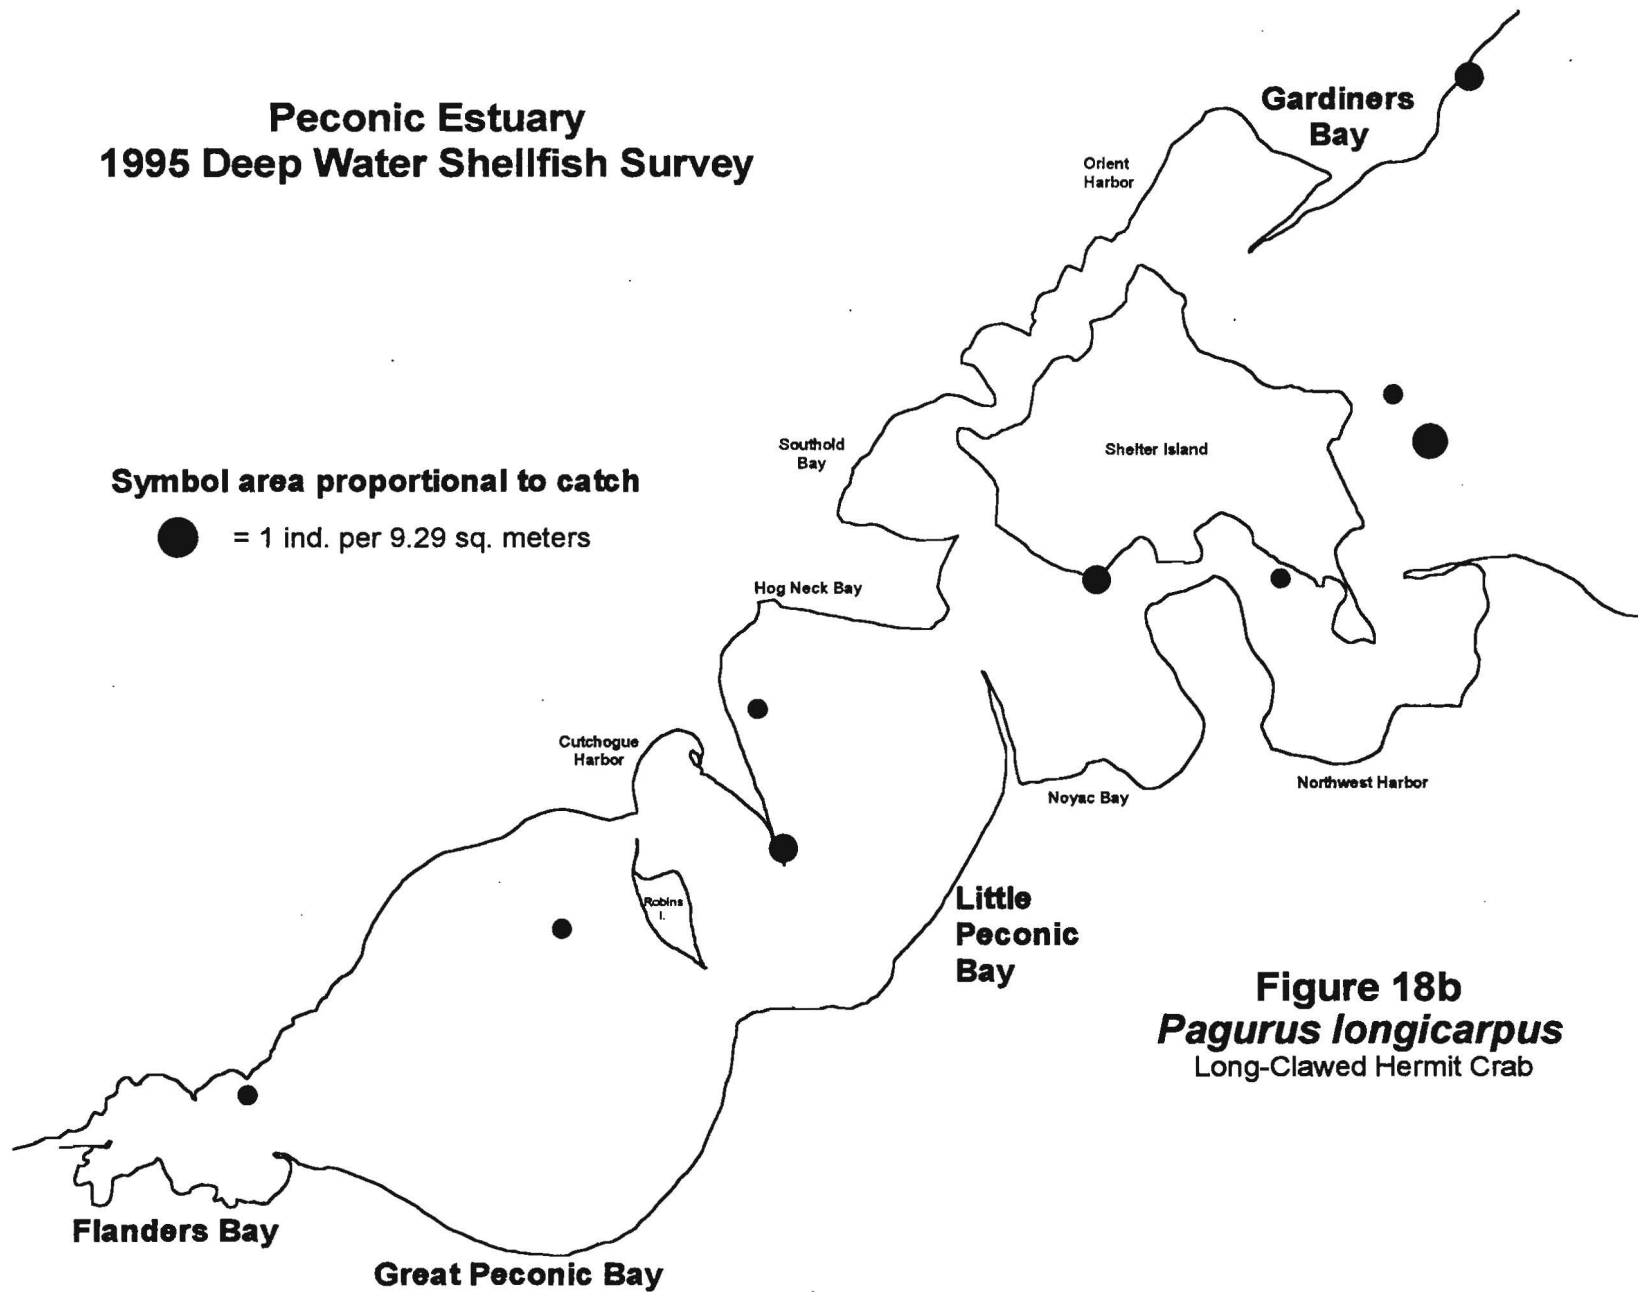 Peconic Estuary
1995 Deep Water Shellfish Survey
Gardiners
Bay
Orient
Harbor
Southold
Bay
Shelter Island
Symbol area proportional to catch
= 1 ind. per 9.29 sq. meters
Hog Neck Bay
Cutchogue
Harbor
Noyac Bay
Northwest Harbor
Robins
I.
Little
Peconic
Bay
Figure 18b
Pagurus longicarpus
Long-Clawed Hermit Crab
Flanders Bay
Great Peconic Bay